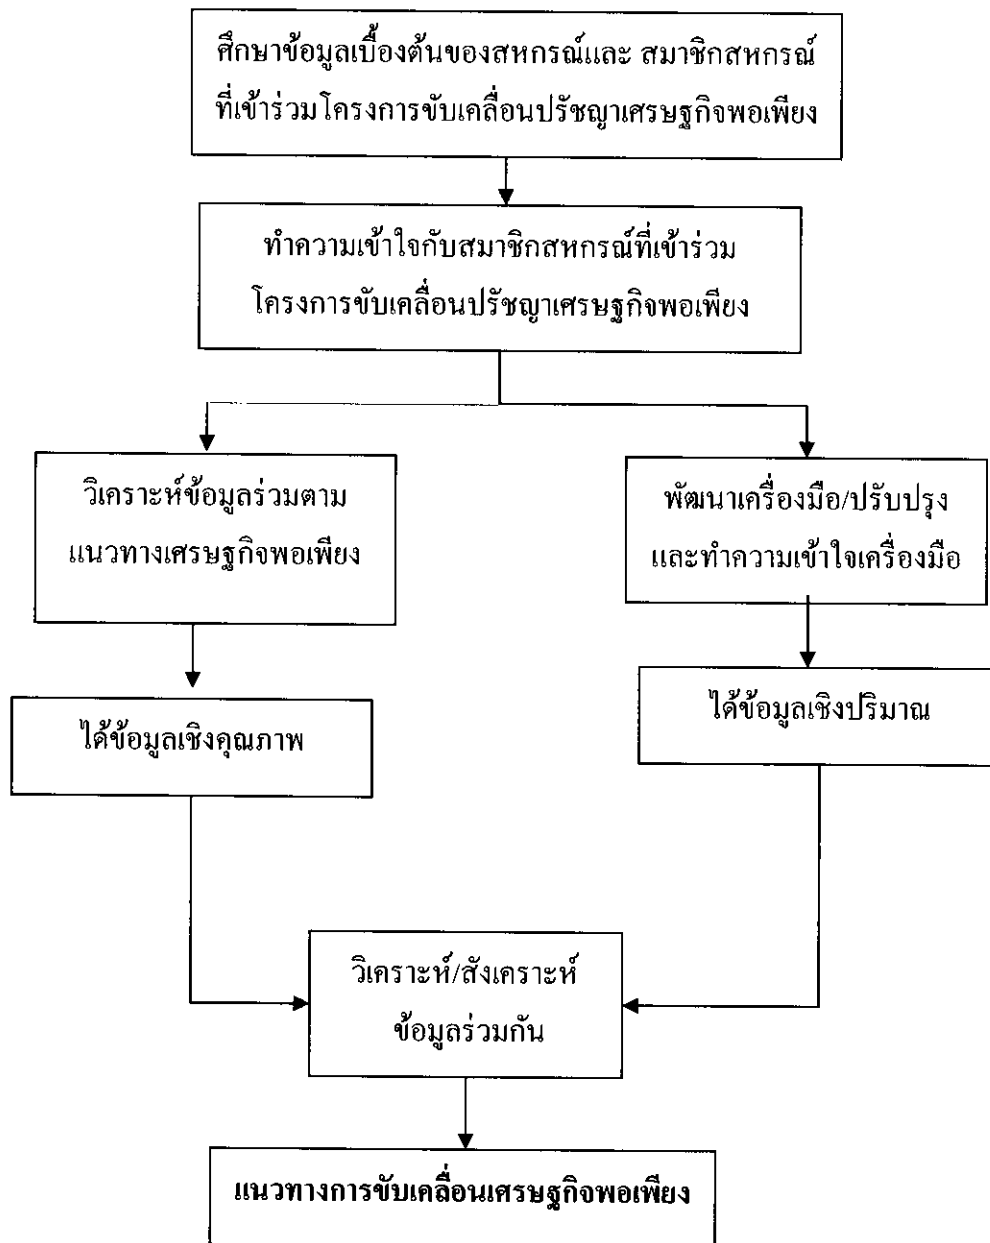 ศึกษาข้อมูลเบื้องต้นของสหกรณ์และ สมาชิกสหกรณ์
ที่เข้าร่วมโครงการขับเคลื่อนปรัชญาเศรษฐกิจพอเพียง
ทำความเข้าใจกับสมาชิกสหกรณ์ที่เข้าร่วม
โครงการขับเคลื่อนปรัชญาเศรษฐกิจพอเพียง
วิเคราะห์ข้อมูลร่วมตาม
แนวทางเศรษฐกิจพอเพียง
พัฒนาเครื่องมือ/ปรับปรุง
และทำความเข้าใจเครื่องมือ
ได้ข้อมูลเชิงคุณภาพ
ได้ข้อมูลเชิงปริมาณ
วิเคราะห์/สังเคราะห์
ข้อมูลร่วมกัน
แนวทางการขับเคลื่อนเศรษฐกิจพอเพียง